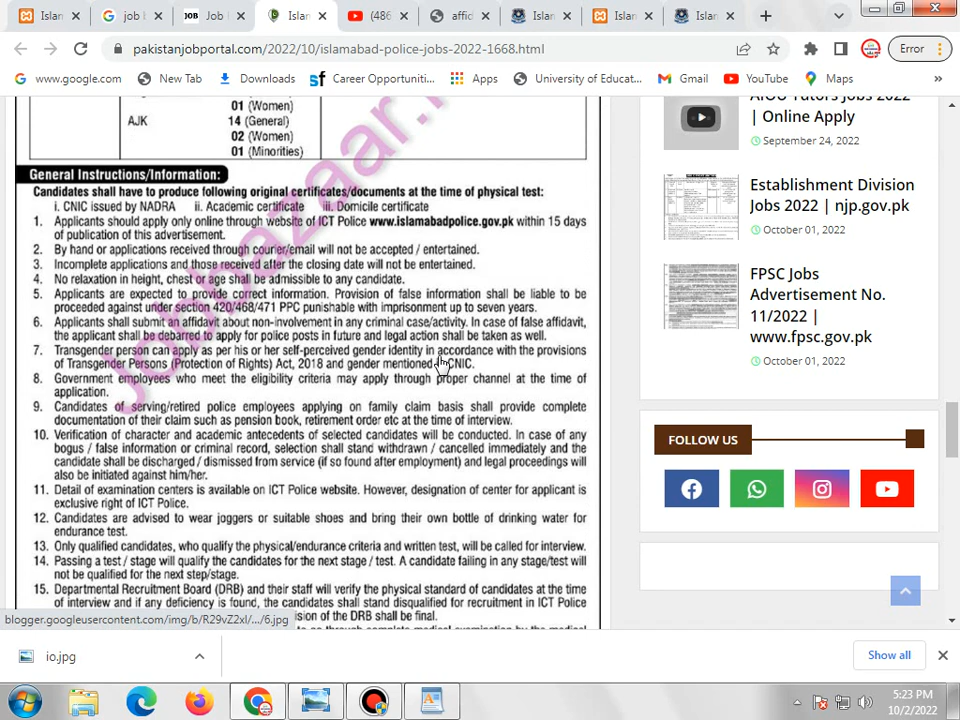 Islan
job b
JOB
Job l
Islan
(486
affid
Islan
Islan
Islan
pakistanjobportal.com/2022/10/islamabad-police-jobs-2022-1668.html
Error
www.google.com
New Tab
Downloads
Career Opportuniti...
Apps
University of Educat...
Gmail
YouTube
Maps
»
01 (Women)
AJK
14 (General)
02 (Women)
01 (Minorities)
General Instructions/Information:
Candidates shall have to produce following original certificates/documents at the time of physical test:
i. CNIC issued by NADRA ii. Academic certificate iii. Domicile certificate
1. Applicants should apply only online through website of ICT Police www.islamabadpolice.gov.pk within 15 days
of publication of this advertisement.
2. By hand or applications received through courier/email will not be accepted / entertained.
3. Incomplete applications and those received after the closing date will not be entertained.
4. No relaxation in height, chest or age shall be admissible to any candidate.
5. Applicants are expected to provide correct information. Provision of false information shall be liable to be
proceeded against under section 420/468/471 PPC punishable with imprisonment up to seven years.
6. Applicants shall submit an affidavit about non-involvement in any criminal case/activity. In case of false affidavit,
the applicant shall be debarred to apply for police posts in future and legal action shall be taken as well.
7. Transgender person can apply as per his or her self-perceived gender identity in accordance with the provisions
of Transgender Persons (Protection of Rights) Act, 2018 and gender mentioned in CNIC.
8. Government employees who meet the eligibility criteria may apply through proper channel at the time of
application.
9. Candidates of serving/retired police employees applying on family claim basis shall provide complete
documentation of their claim such as pension book, retirement order etc at the time of interview.
10. Verification of character and academic antecedents of selected candidates will be conducted. In case of any
bogus / false information or criminal record, selection shall stand withdrawn / cancelled immediately and the
candidate shall be discharged / dismissed from service (if so found after employment) and legal proceedings will
also be initiated against him/her.
11. Detail of examination centers is available on ICT Police website. However, designation of center for applicant is
exclusive right of ICT Police.
12. Candidates are advised to wear joggers or suitable shoes and bring their own bottle of drinking water for
endurance test.
13. Only qualified candidates, who qualify the physical/endurance criteria and written test, will be called for interview.
14. Passing a test / stage will qualify the candidates for the next stage / test. A candidate failing in any stage/test will
not be qualified for the next step/stage.
15. Departmental Recruitment Board (DRB) and their staff will verify the physical standard of candidates at the time
of interview and if any deficiency is found, the candidates shall stand disqualified for recruitment in ICT Police
sion of the DRB shall be final.
Jobbazaar.
AIOU Tutors Jobs 2022
| Online Apply
September 24, 2022
Establishment Division
Jobs 2022 | njp.gov.pk
October 01, 2022
FPSC Jobs
Advertisement No.
11/2022 |
www.fpsc.gov.pk
October 01, 2022
FOLLOW US
blogger.googleusercontent.com/img/b/R29vZ2xl/.../6.jpg
io.jpg
Show all
5:23 PM
10/2/2022